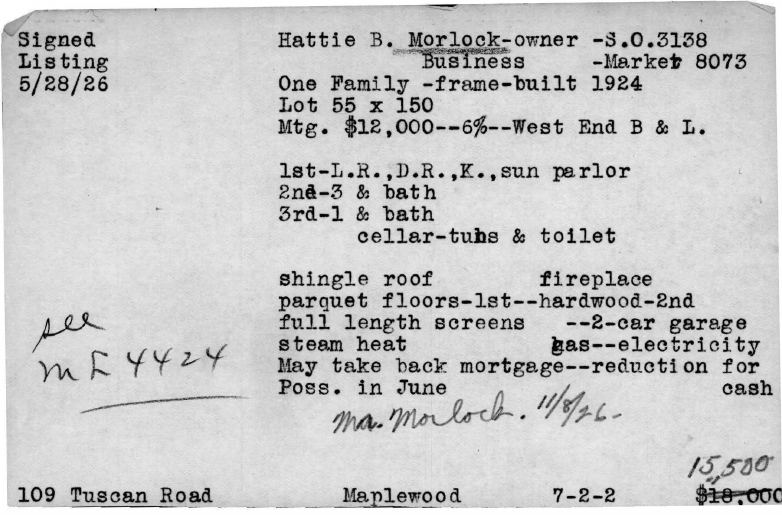 Signed Hattie B. Morlock-owner -S.O.3138
Listing Business -Market 8073
5/28/26 One Family -frame-built 1924
Lot 55 x 150
Mtg. $12,000--6%--West End B & L.
1st-L.R.,D.R.,K.,sun parlor
2nd-3 & bath
3rd-1 & bath
cellar-tubs & toilet
shingle roof fireplace
parquet floors-1st--hardwood-2nd
see full length screens --2-car garage
steam heat gas--electricity
4424 May take back mortgage--reduction for
Poss. in June cash
Mr. Morlock. 11/8/26-
15,500
109 Tuscan Road Maplewood 7-2-2 $18,000